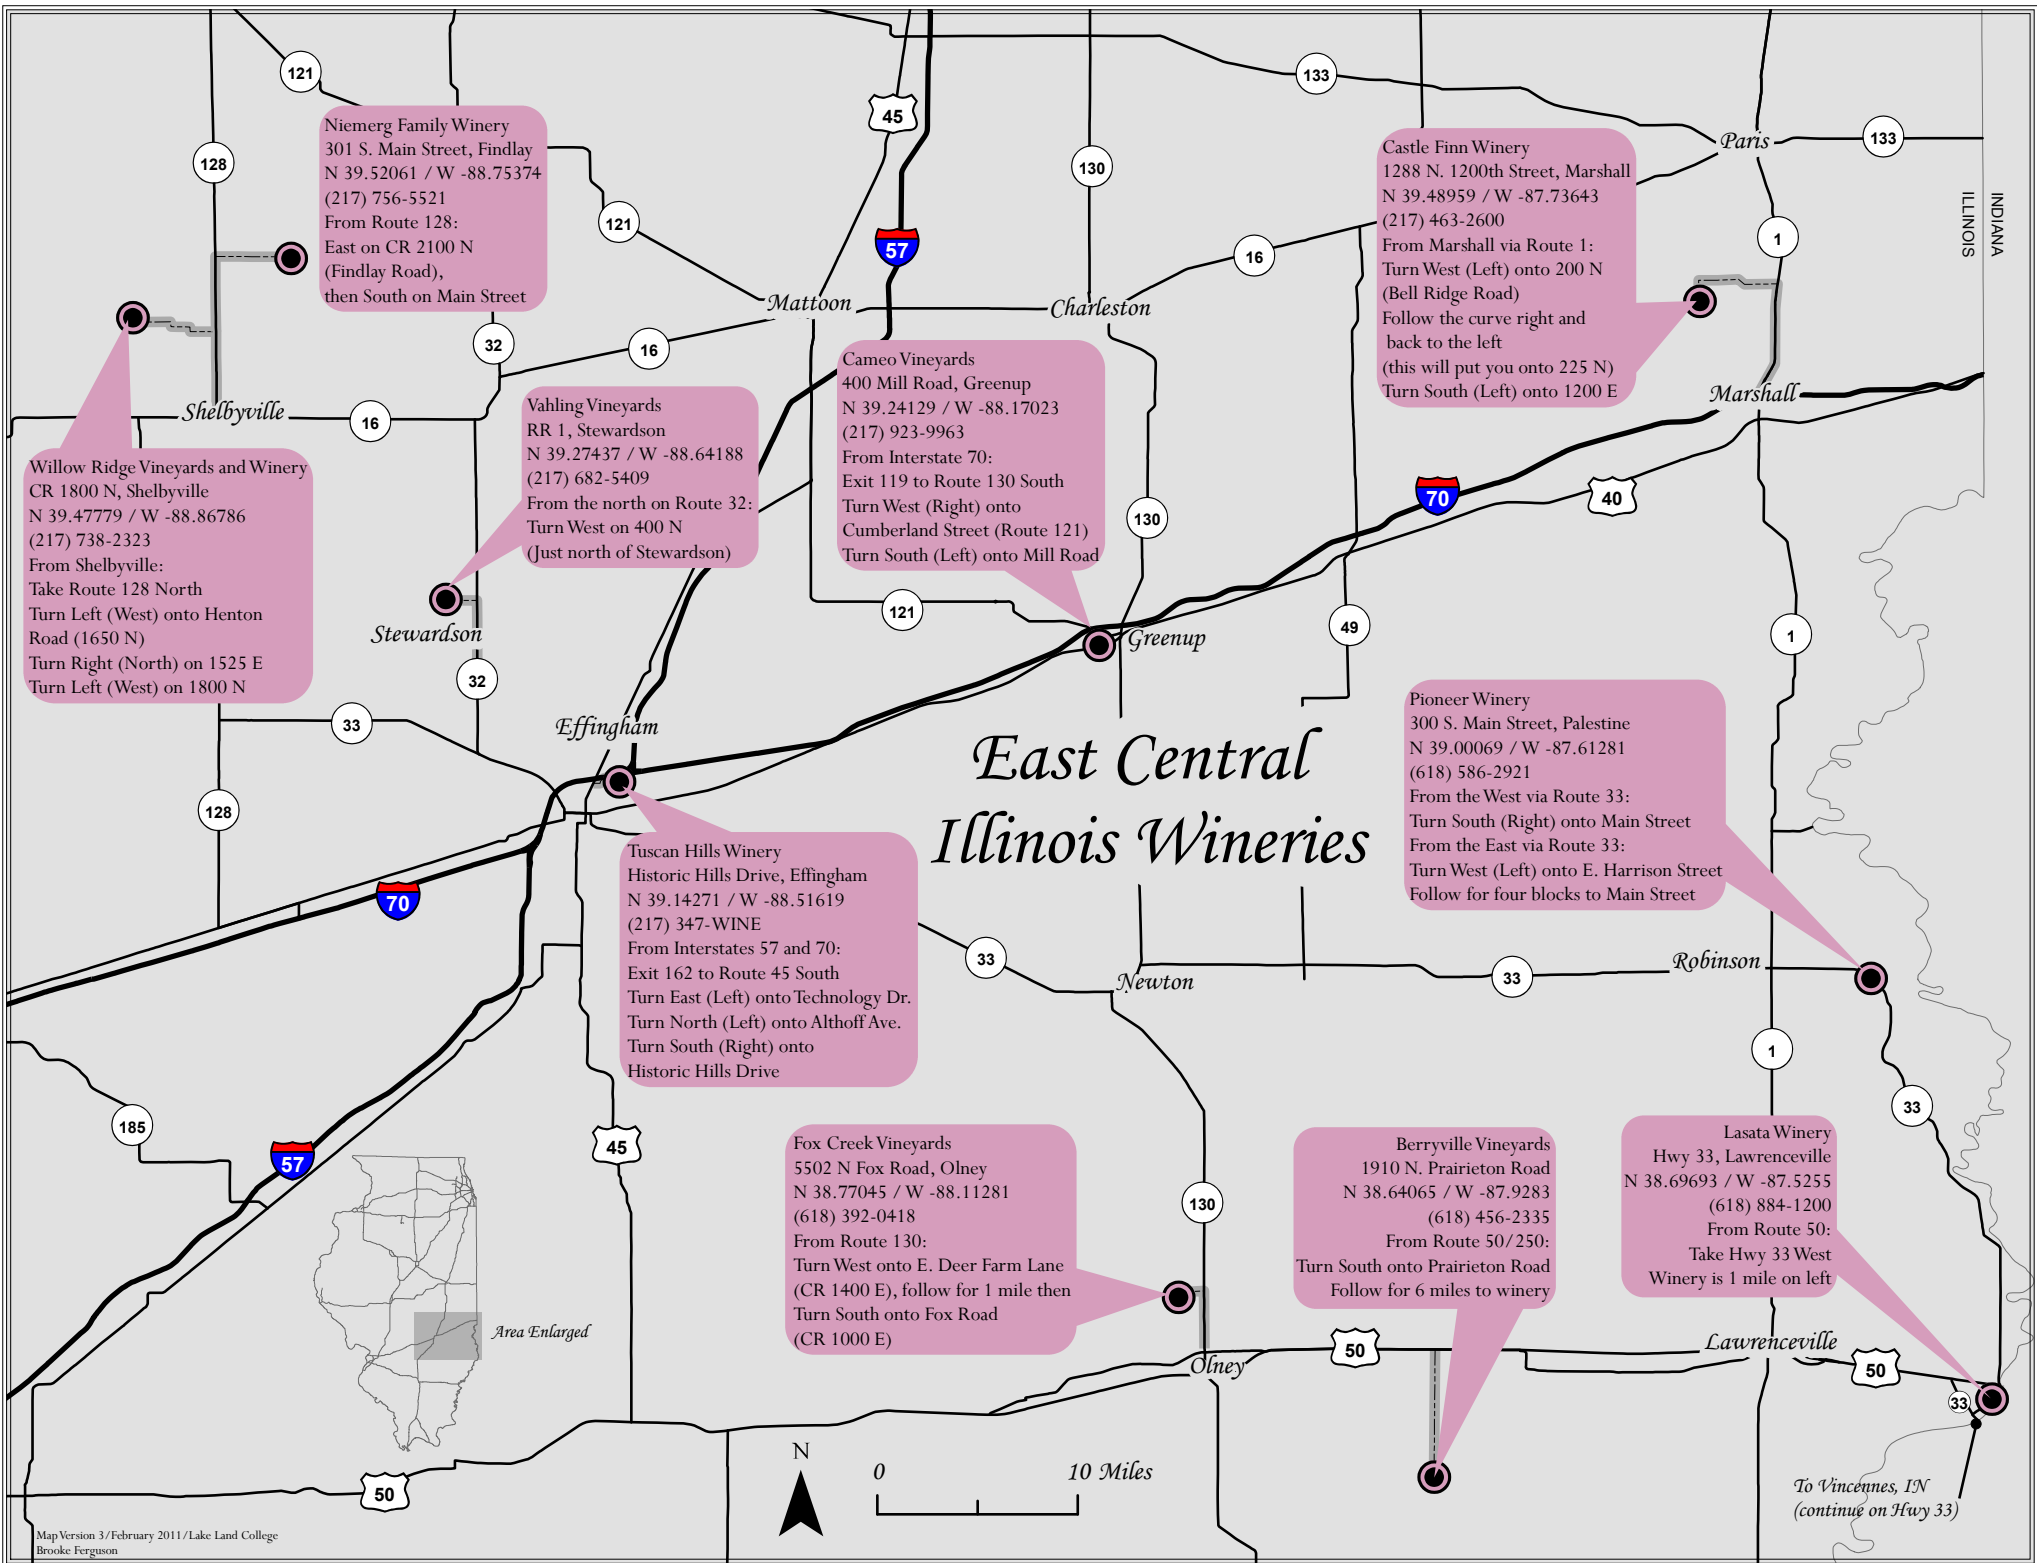 East Central
Illinois Wineries
Niemerg Family Winery
301 S. Main Street, Findlay
N 39.52061 / W -88.75374
(217) 756-5521
From Route 128:
East on CR 2100 N
(Findlay Road),
then South on Main Street
Castle Finn Winery
1288 N. 1200th Street, Marshall
N 39.48959 / W -87.73643
(217) 463-2600
From Marshall via Route 1:
Turn West (Left) onto 200 N
(Bell Ridge Road)
Follow the curve right and
back to the left
(this will put you onto 225 N)
Turn South (Left) onto 1200 E
Cameo Vineyards
400 Mill Road, Greenup
N 39.24129 / W -88.17023
(217) 923-9963
From Interstate 70:
Exit 119 to Route 130 South
Turn West (Right) onto
Cumberland Street (Route 121)
Turn South (Left) onto Mill Road
Vahling Vineyards
RR 1, Stewardson
N 39.27437 / W -88.64188
(217) 682-5409
From the north on Route 32:
Turn West on 400 N
(Just north of Stewardson)
Willow Ridge Vineyards and Winery
CR 1800 N, Shelbyville
N 39.47779 / W -88.86786
(217) 738-2323
From Shelbyville:
Take Route 128 North
Turn Left (West) onto Henton
Road (1650 N)
Turn Right (North) on 1525 E
Turn Left (West) on 1800 N
Pioneer Winery
300 S. Main Street, Palestine
N 39.00069 / W -87.61281
(618) 586-2921
From the West via Route 33:
Turn South (Right) onto Main Street
From the East via Route 33:
Turn West (Left) onto E. Harrison Street
Follow for four blocks to Main Street
Tuscan Hills Winery
Historic Hills Drive, Effingham
N 39.14271 / W -88.51619
(217) 347-WINE
From Interstates 57 and 70:
Exit 162 to Route 45 South
Turn East (Left) onto Technology Dr.
Turn North (Left) onto Althoff Ave.
Turn South (Right) onto
Historic Hills Drive
Fox Creek Vineyards
5502 N Fox Road, Olney
N 38.77045 / W -88.11281
(618) 392-0418
From Route 130:
Turn West onto E. Deer Farm Lane
(CR 1400 E), follow for 1 mile then
Turn South onto Fox Road
(CR 1000 E)
Berryville Vineyards
1910 N. Prairieton Road
N 38.64065 / W -87.9283
(618) 456-2335
From Route 50/250:
Turn South onto Prairieton Road
Follow for 6 miles to winery
Lasata Winery
Hwy 33, Lawrenceville
N 38.69693 / W -87.5255
(618) 884-1200
From Route 50:
Take Hwy 33 West
Winery is 1 mile on left
121
45
133
128
130
Paris
133
121
57
16
1
ILLINOIS
INDIANA
Mattoon
Charleston
32
16
Shelbyville
16
Marshall
70
40
130
121
49
1
Stewardson
Greenup
32
33
Effingham
128
70
33
Newton
33
Robinson
1
33
185
57
45
130
Area Enlarged
50
Lawrenceville
50
Olney
33
50
N
0
10 Miles
To Vincennes, IN
(continue on Hwy 33)
Map Version 3/February 2011/Lake Land College
Brooke Ferguson